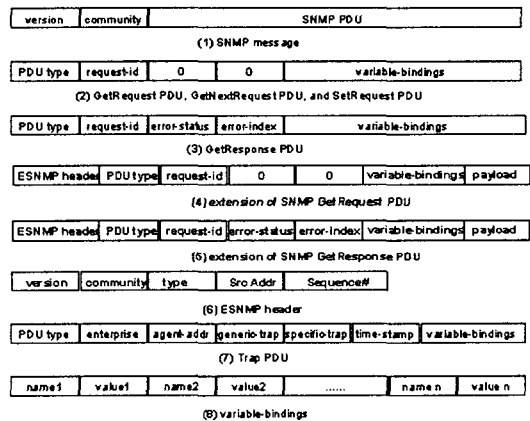 version community SNMP PDU
(1) SNMP message
PDU type request-id 0 0 variable-bindings
(2) GetRequest PDU, GetNextRequest PDU, and SetRequest PDU
PDU type request-id error-status error-index variable-bindings
(3) GetResponse PDU
ESNMP header PDU type request-id 0 0 variable-bindings payload
(4) extension of SNMP Get Request PDU
ESNMP header PDU type request-id error-status error-index variable-bindings payload
(5) extension of SNMP Get Response PDU
version community type Src Addr Sequence#
(6) ESNMP header
PDU type enterprise agent-addr generic-trap specific-trap time-stamp variable-bindings
(7) Trap PDU
name1 value1 name2 value2 ...... name n value n
(8) variable-bindings